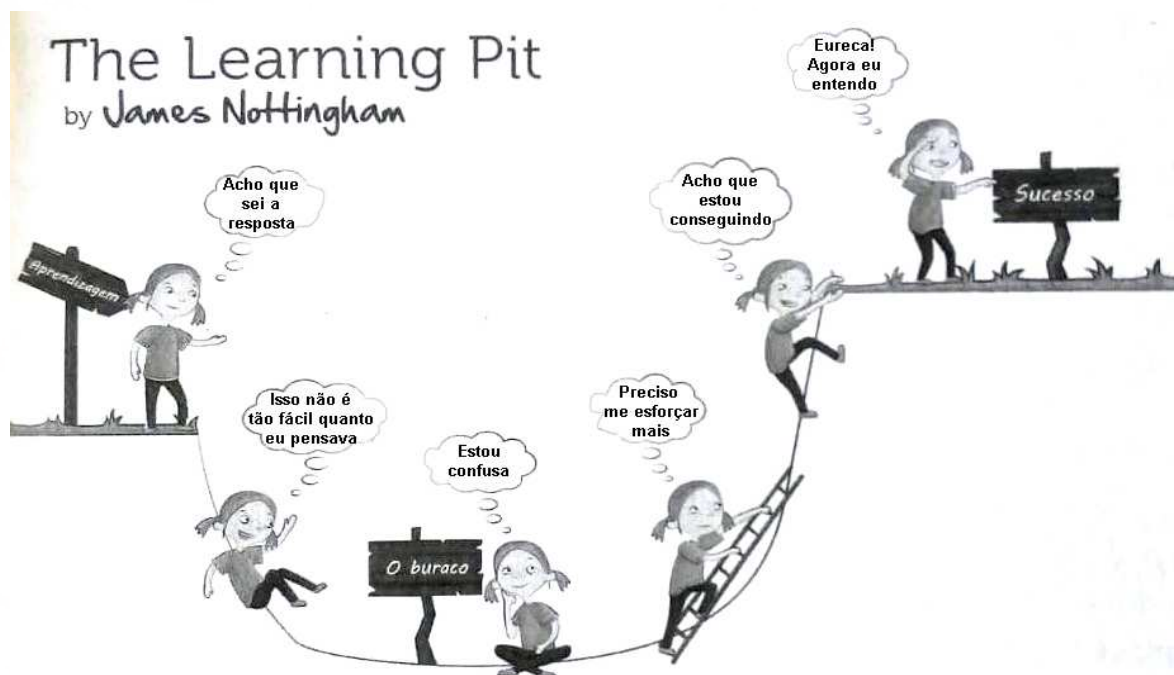 The Learning Pit
by James Nottingham
Aprendizagem
Acho que
sei a
resposta
Isso não é
tão fácil quanto
eu pensava
O buraco
Estou
confusa
Preciso
me esforçar
mais
Acho que
estou
conseguindo
Eureca!
Agora eu
entendo
Sucesso